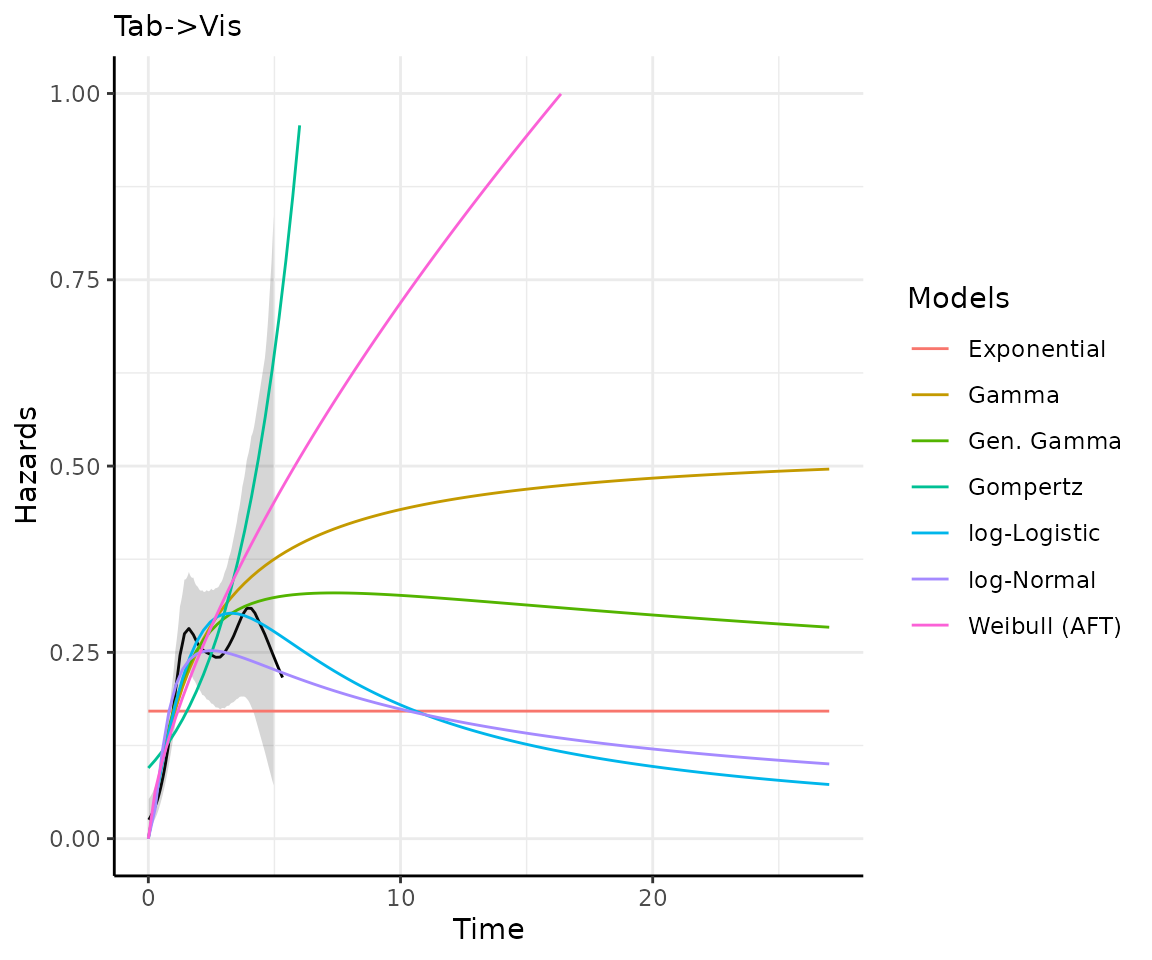 Tab->Vis
1.00
0.75
0.50
0.25
0.00
Hazards
0
10
20
Time
Models
Exponential
Gamma
Gen. Gamma
Gompertz
log-Logistic
log-Normal
Weibull (AFT)